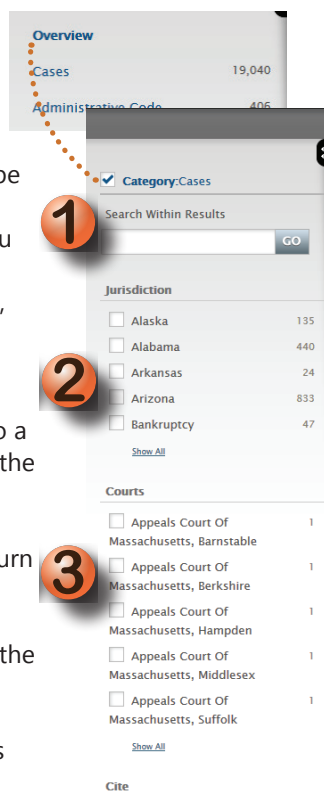 Overview
Cases 19,040
Administrative Code 406
Category:Cases
Search Within Results
GO
Jurisdiction
Alaska 135
Alabama 440
Arkansas 24
Arizona 833
Bankruptcy 47
Show All
Courts
Appeals Court Of 1
Massachusetts, Barnstable
Appeals Court Of 1
Massachusetts, Berkshire
Appeals Court Of 1
Massachusetts, Hampden
Appeals Court Of 1
Massachusetts, Middlesex
Appeals Court Of 1
Massachusetts, Suffolk
Show All
Cite
1
2
3
the
the